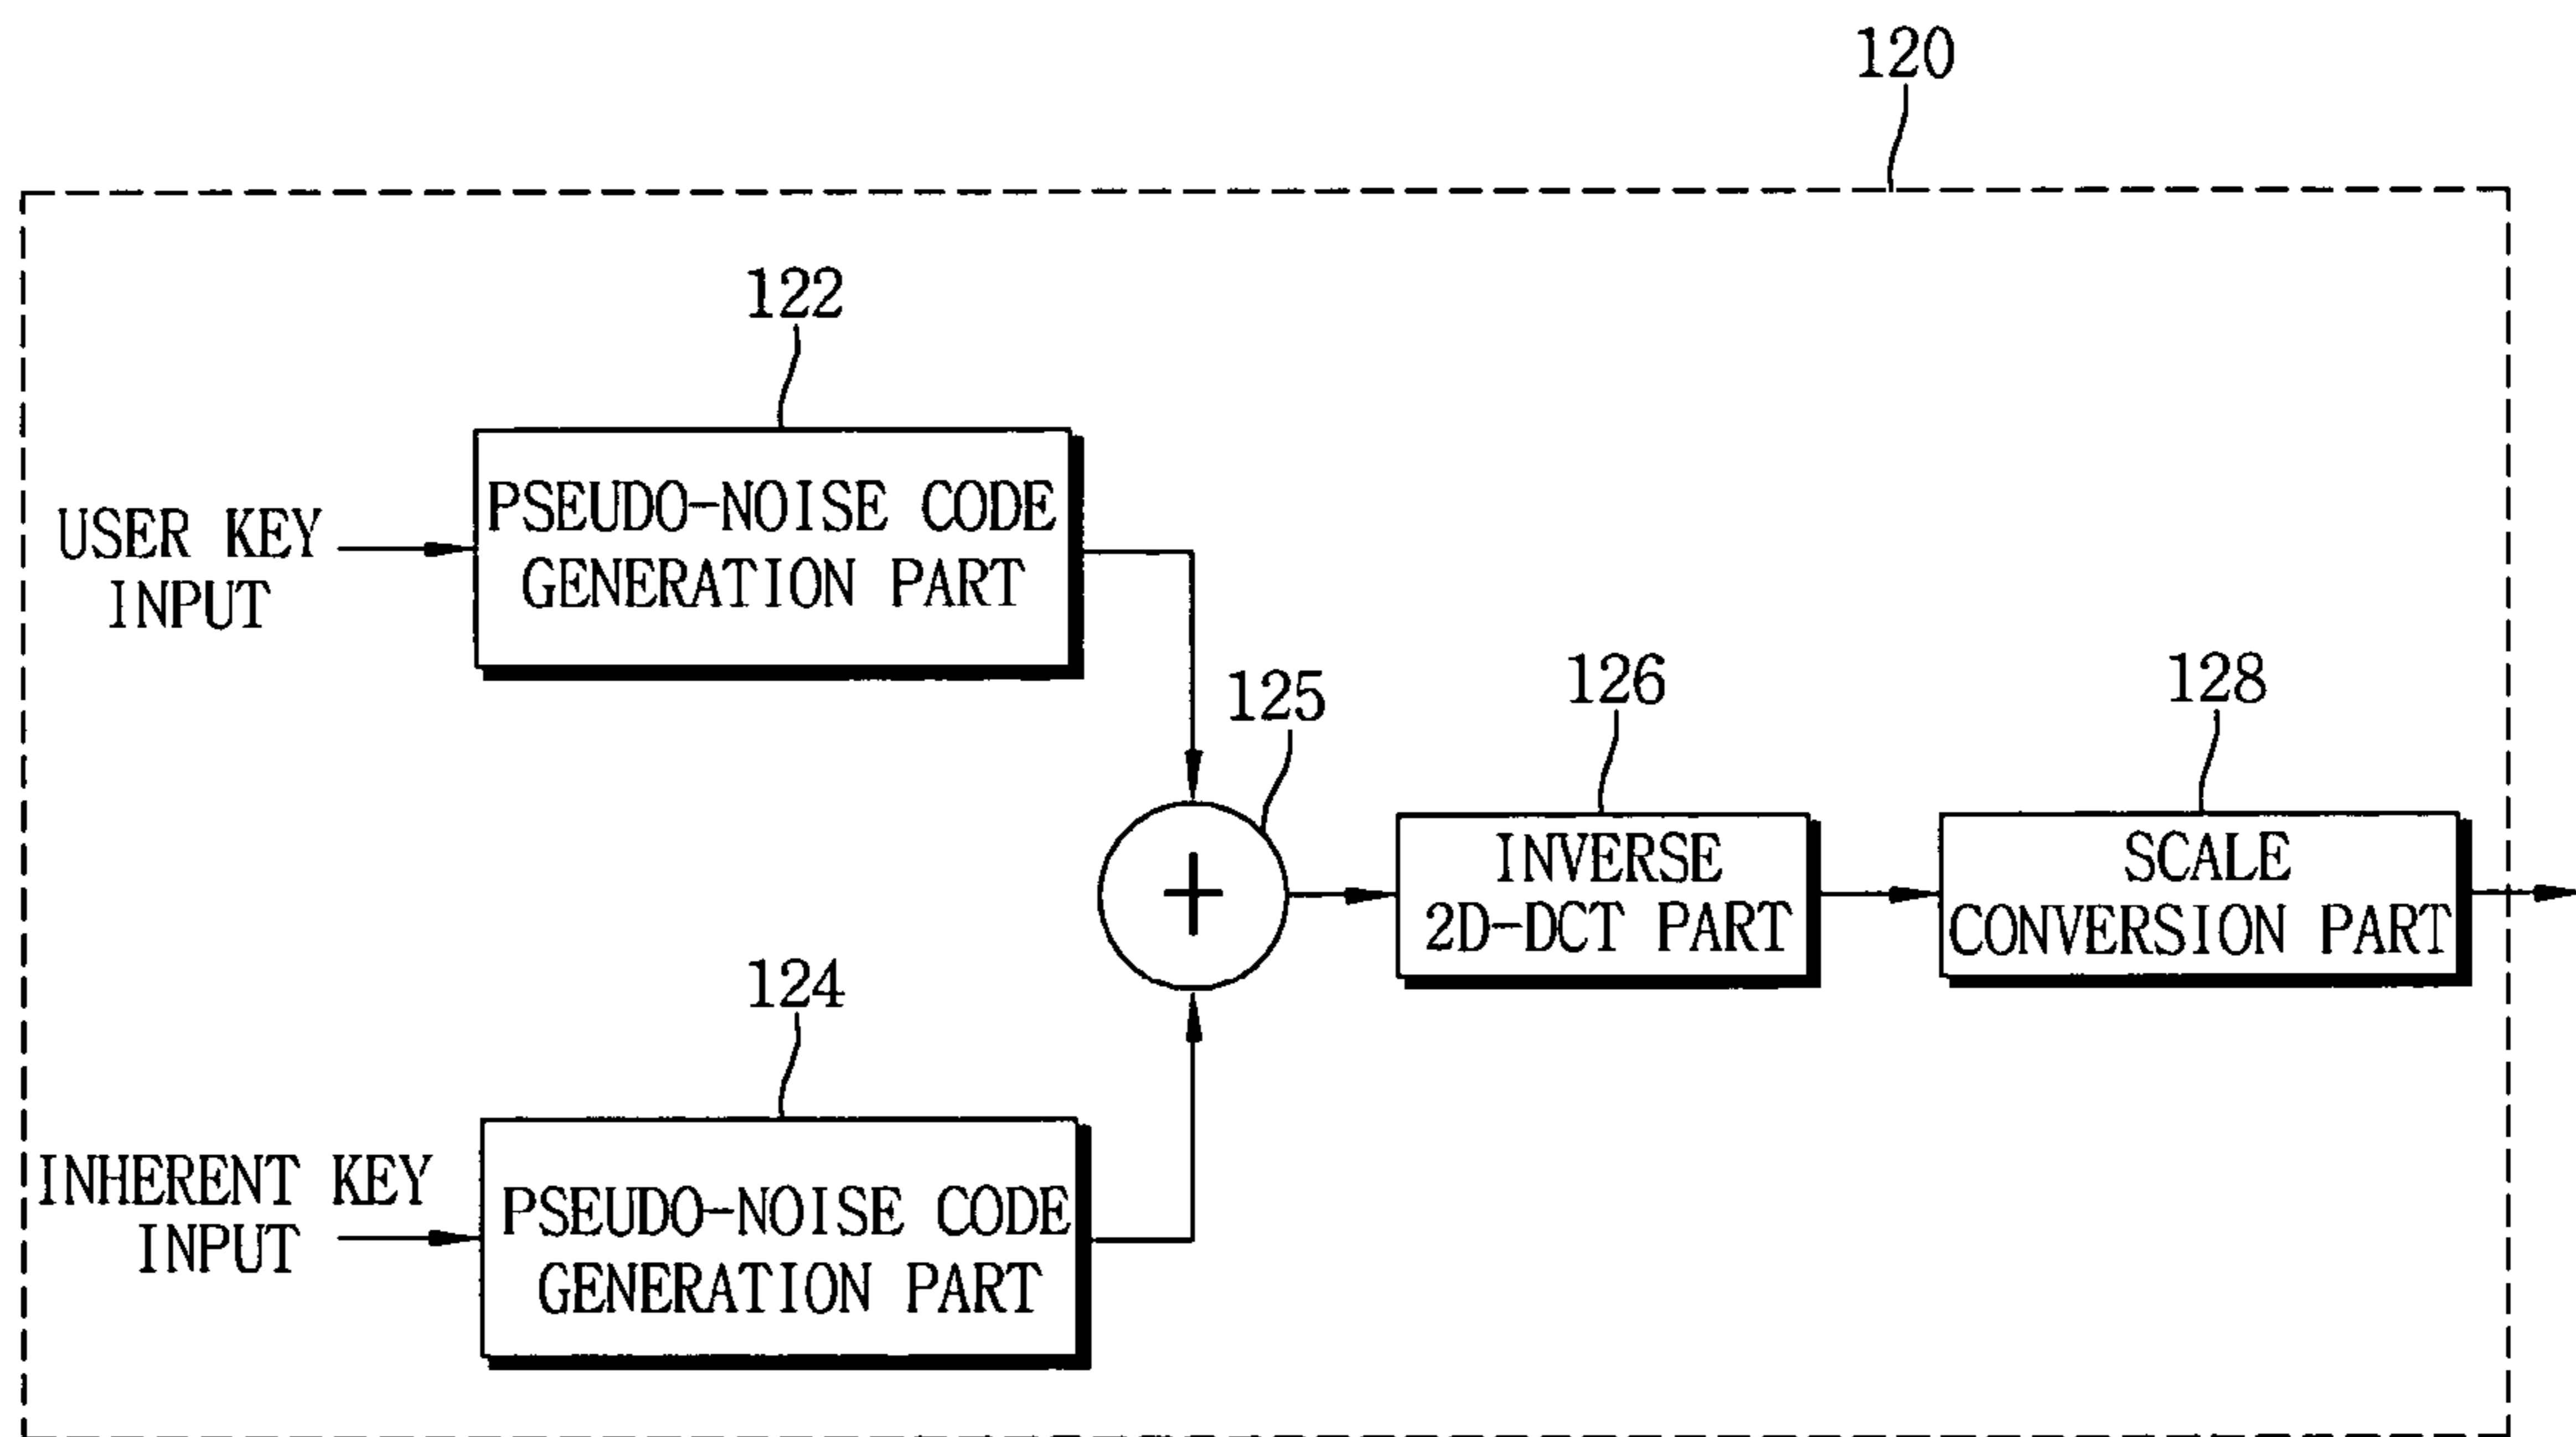 120
122
PSEUDO-NOISE CODE
GENERATION PART
USER KEY
INPUT
125
+
126
INVERSE
2D-DCT PART
128
SCALE
CONVERSION PART
124
PSEUDO-NOISE CODE
GENERATION PART
INHERENT KEY
INPUT